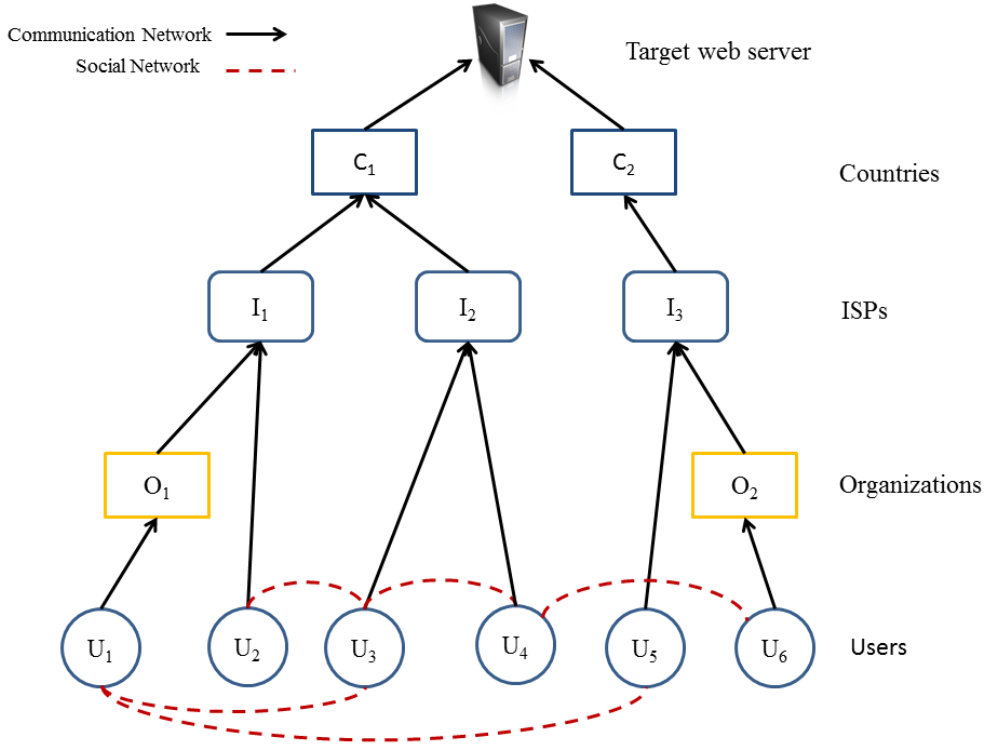 Communication Network
Social Network
Target web server
C₁
C₂
Countries
I₁
I₂
I₃
ISPs
O₁
O₂
Organizations
U₁
U₂
U₃
U₄
U₅
U₆
Users